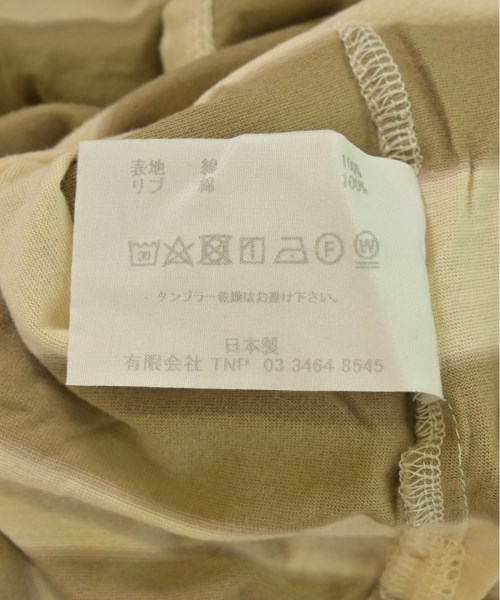 表地 綿 100%
リブ 綿 100%
30
F W
タンブラー乾燥はお避け下さい。
日本製
有限会社 TNP 03 3464 8545